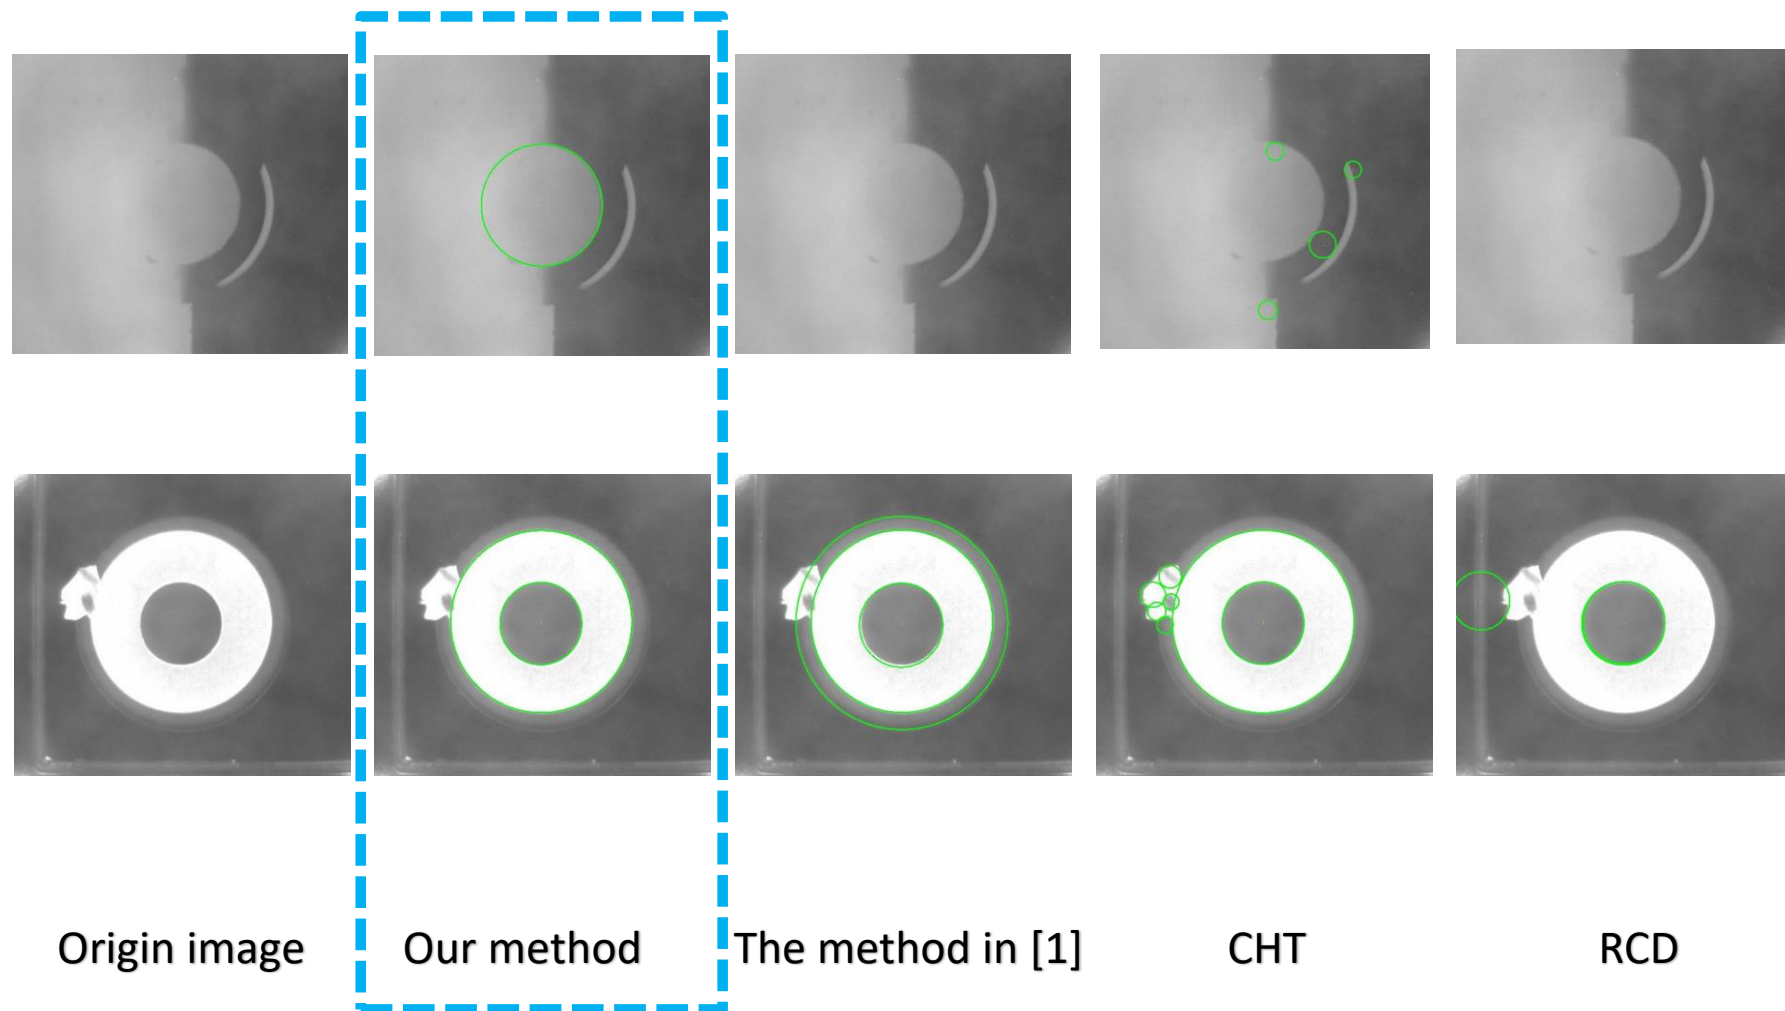 Origin image
Our method
The method in [1]
CHT
RCD